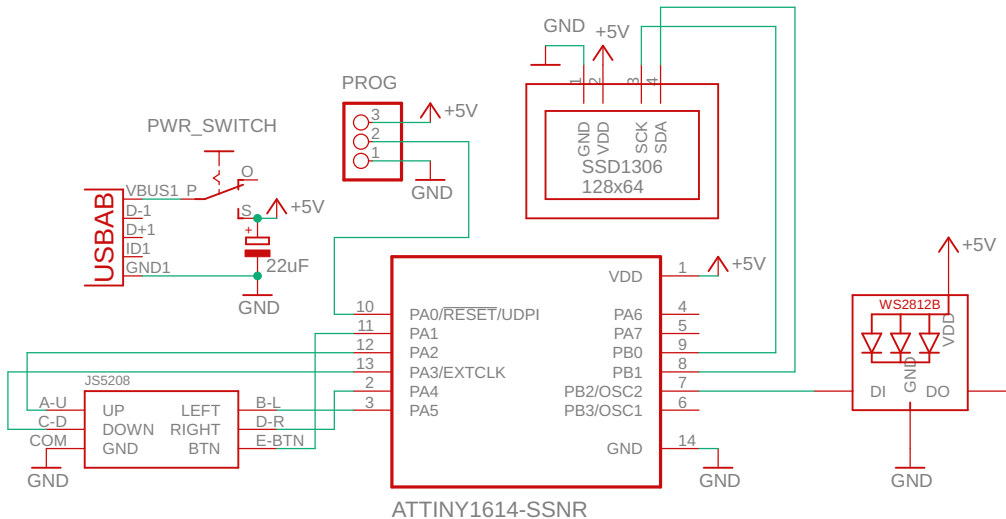 GND
+5V
PROG
3
+5V
2
1
GND
1
2
3
4
GND
VDD
SCK
SDA
SSD1306
128x64
PWR_SWITCH
O
VBUS1 P
S
+5V
D-1
D+1
ID1
GND1
USBAB
+
22uF
GND
VDD 1 +5V
10 PA0/RESET/UDPI
PA6 4
11 PA1
PA7 5
12 PA2
PB0 9
13 PA3/EXTCLK
PB1 8
2 PA4
PB2/OSC2 7
3 PA5
PB3/OSC1 6
GND 14
GND
ATTINY1614-SSNR
JS5208
A-U UP LEFT B-L
C-D DOWN RIGHT D-R
COM GND BTN E-BTN
GND
+5V
WS2812B
VDD
GND
DI DO
GND